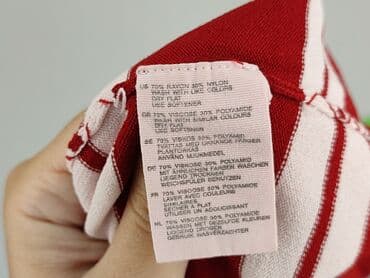 US 70% RAYON 30% NYLON
WASH WITH LIKE COLOURS
DRY FLAT
USE SOFTENER
GB 70% VISCOSE 30% POLYAMIDE
WASH WITH SIMILAR COLOURS
DRY FLAT
USE SOFTENER
SE 70% VISKOS 30% POLYAMID
TVÄTTAS MED LIKNANDE FÄRGER
PLANTORKAS
ANVÄND MJUKMEDEL
DE 70% VISKOSE 30% POLYAMID
MIT ÄHNLICHEN FARBEN WASCHEN
LIEGEND TROCKNEN
WEICHSPÜLER BENUTZEN
FR 70% VISCOSE 30% POLYAMIDE
LAVER AVEC COULEURS
SIMILAIRES
SÉCHER À PLAT
UTILISER UN ADOUCISSANT
NL 70% VISCOSE 30% POLYAMIDE
WASSEN MET DEZELFDE KLEUREN
LIGGEND DROGEN
GEBRUIK WASVERZACHTER